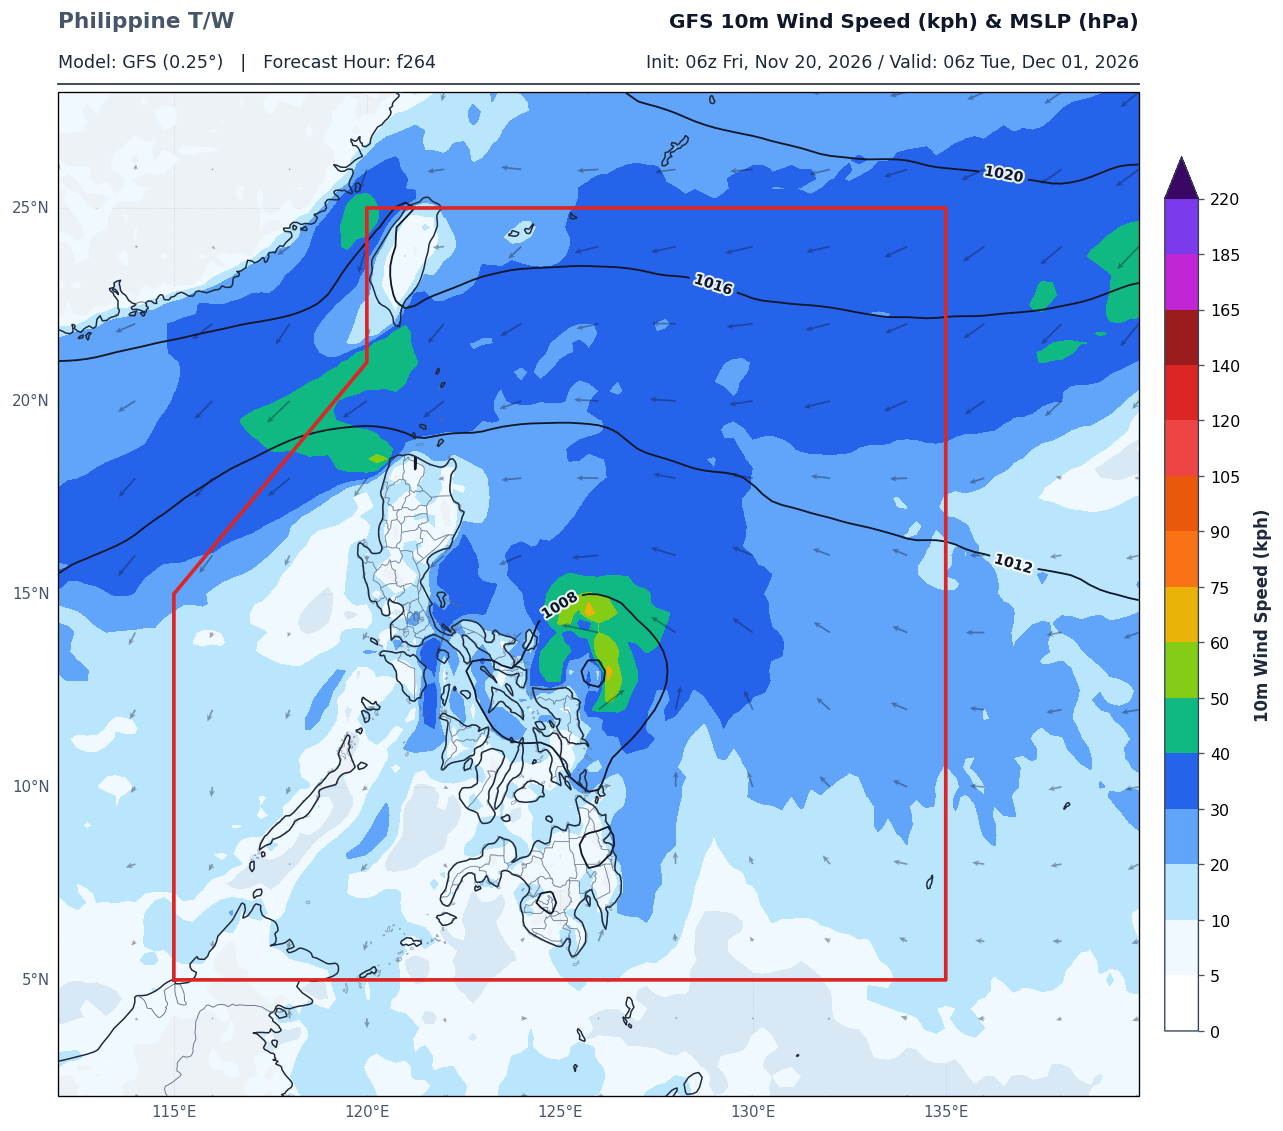 Philippine T/W
GFS 10m Wind Speed (kph) & MSLP (hPa)
Model: GFS (0.25°)   |   Forecast Hour: f264
Init: 06z Fri, Nov 20, 2026 / Valid: 06z Tue, Dec 01, 2026
1020
1016
1012
1008
25°N
20°N
15°N
10°N
5°N
115°E
120°E
125°E
130°E
135°E
220
185
165
140
120
105
90
75
60
50
40
30
20
10
5
0
10m Wind Speed (kph)